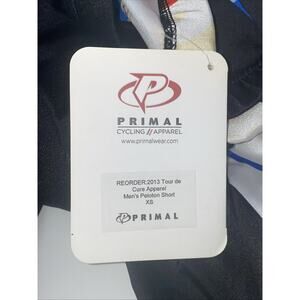 PRIMAL
CYCLING//APPAREL
www.primalwear.com
REORDER:2013 Tour de
Cure Apparel
Men's Peloton Short
XS
PRIMAL